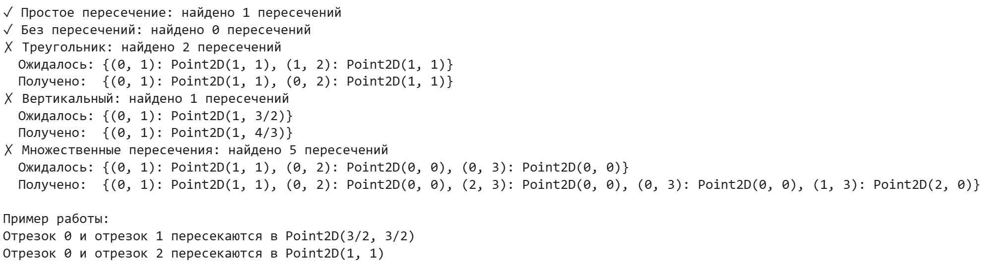 ✓ Простое пересечение: найдено 1 пересечений
✓ Без пересечений: найдено 0 пересечений
✗ Треугольник: найдено 2 пересечений
  Ожидалось: {(0, 1): Point2D(1, 1), (1, 2): Point2D(1, 1)}
  Получено:  {(0, 1): Point2D(1, 1), (0, 2): Point2D(1, 1)}
✗ Вертикальный: найдено 1 пересечений
  Ожидалось: {(0, 1): Point2D(1, 3/2)}
  Получено:  {(0, 1): Point2D(1, 4/3)}
✗ Множественные пересечения: найдено 5 пересечений
  Ожидалось: {(0, 1): Point2D(1, 1), (0, 2): Point2D(0, 0), (0, 3): Point2D(0, 0)}
  Получено:  {(0, 1): Point2D(1, 1), (0, 2): Point2D(0, 0), (2, 3): Point2D(0, 0), (0, 3): Point2D(0, 0), (1, 3): Point2D(2, 0)}

Пример работы:
Отрезок 0 и отрезок 1 пересекаются в Point2D(3/2, 3/2)
Отрезок 0 и отрезок 2 пересекаются в Point2D(1, 1)